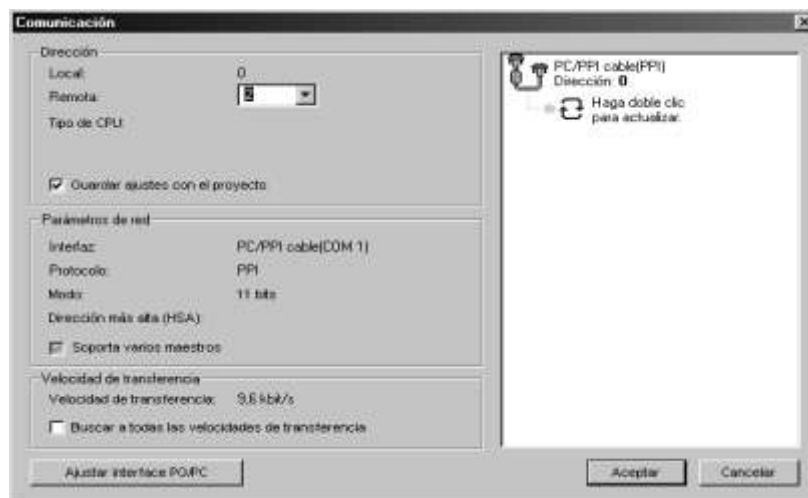 Comunicación
Dirección
Local: 0
Remota: 2
Tipo de CPU:
Guardar ajustes con el proyecto
Parámetros de red
Interfaz: PC/PPI cable(COM 1)
Protocolo: PPI
Modo: 11 bits
Dirección más alta (HSA):
Soporta varios maestros
Velocidad de transferencia
Velocidad de transferencia: 9,6 kbit/s
Buscar a todas las velocidades de transferencia
Ajustar interface PG/PC
PC/PPI cable(PPI)
Dirección: 0
Haga doble clic
para actualizar.
Aceptar
Cancelar